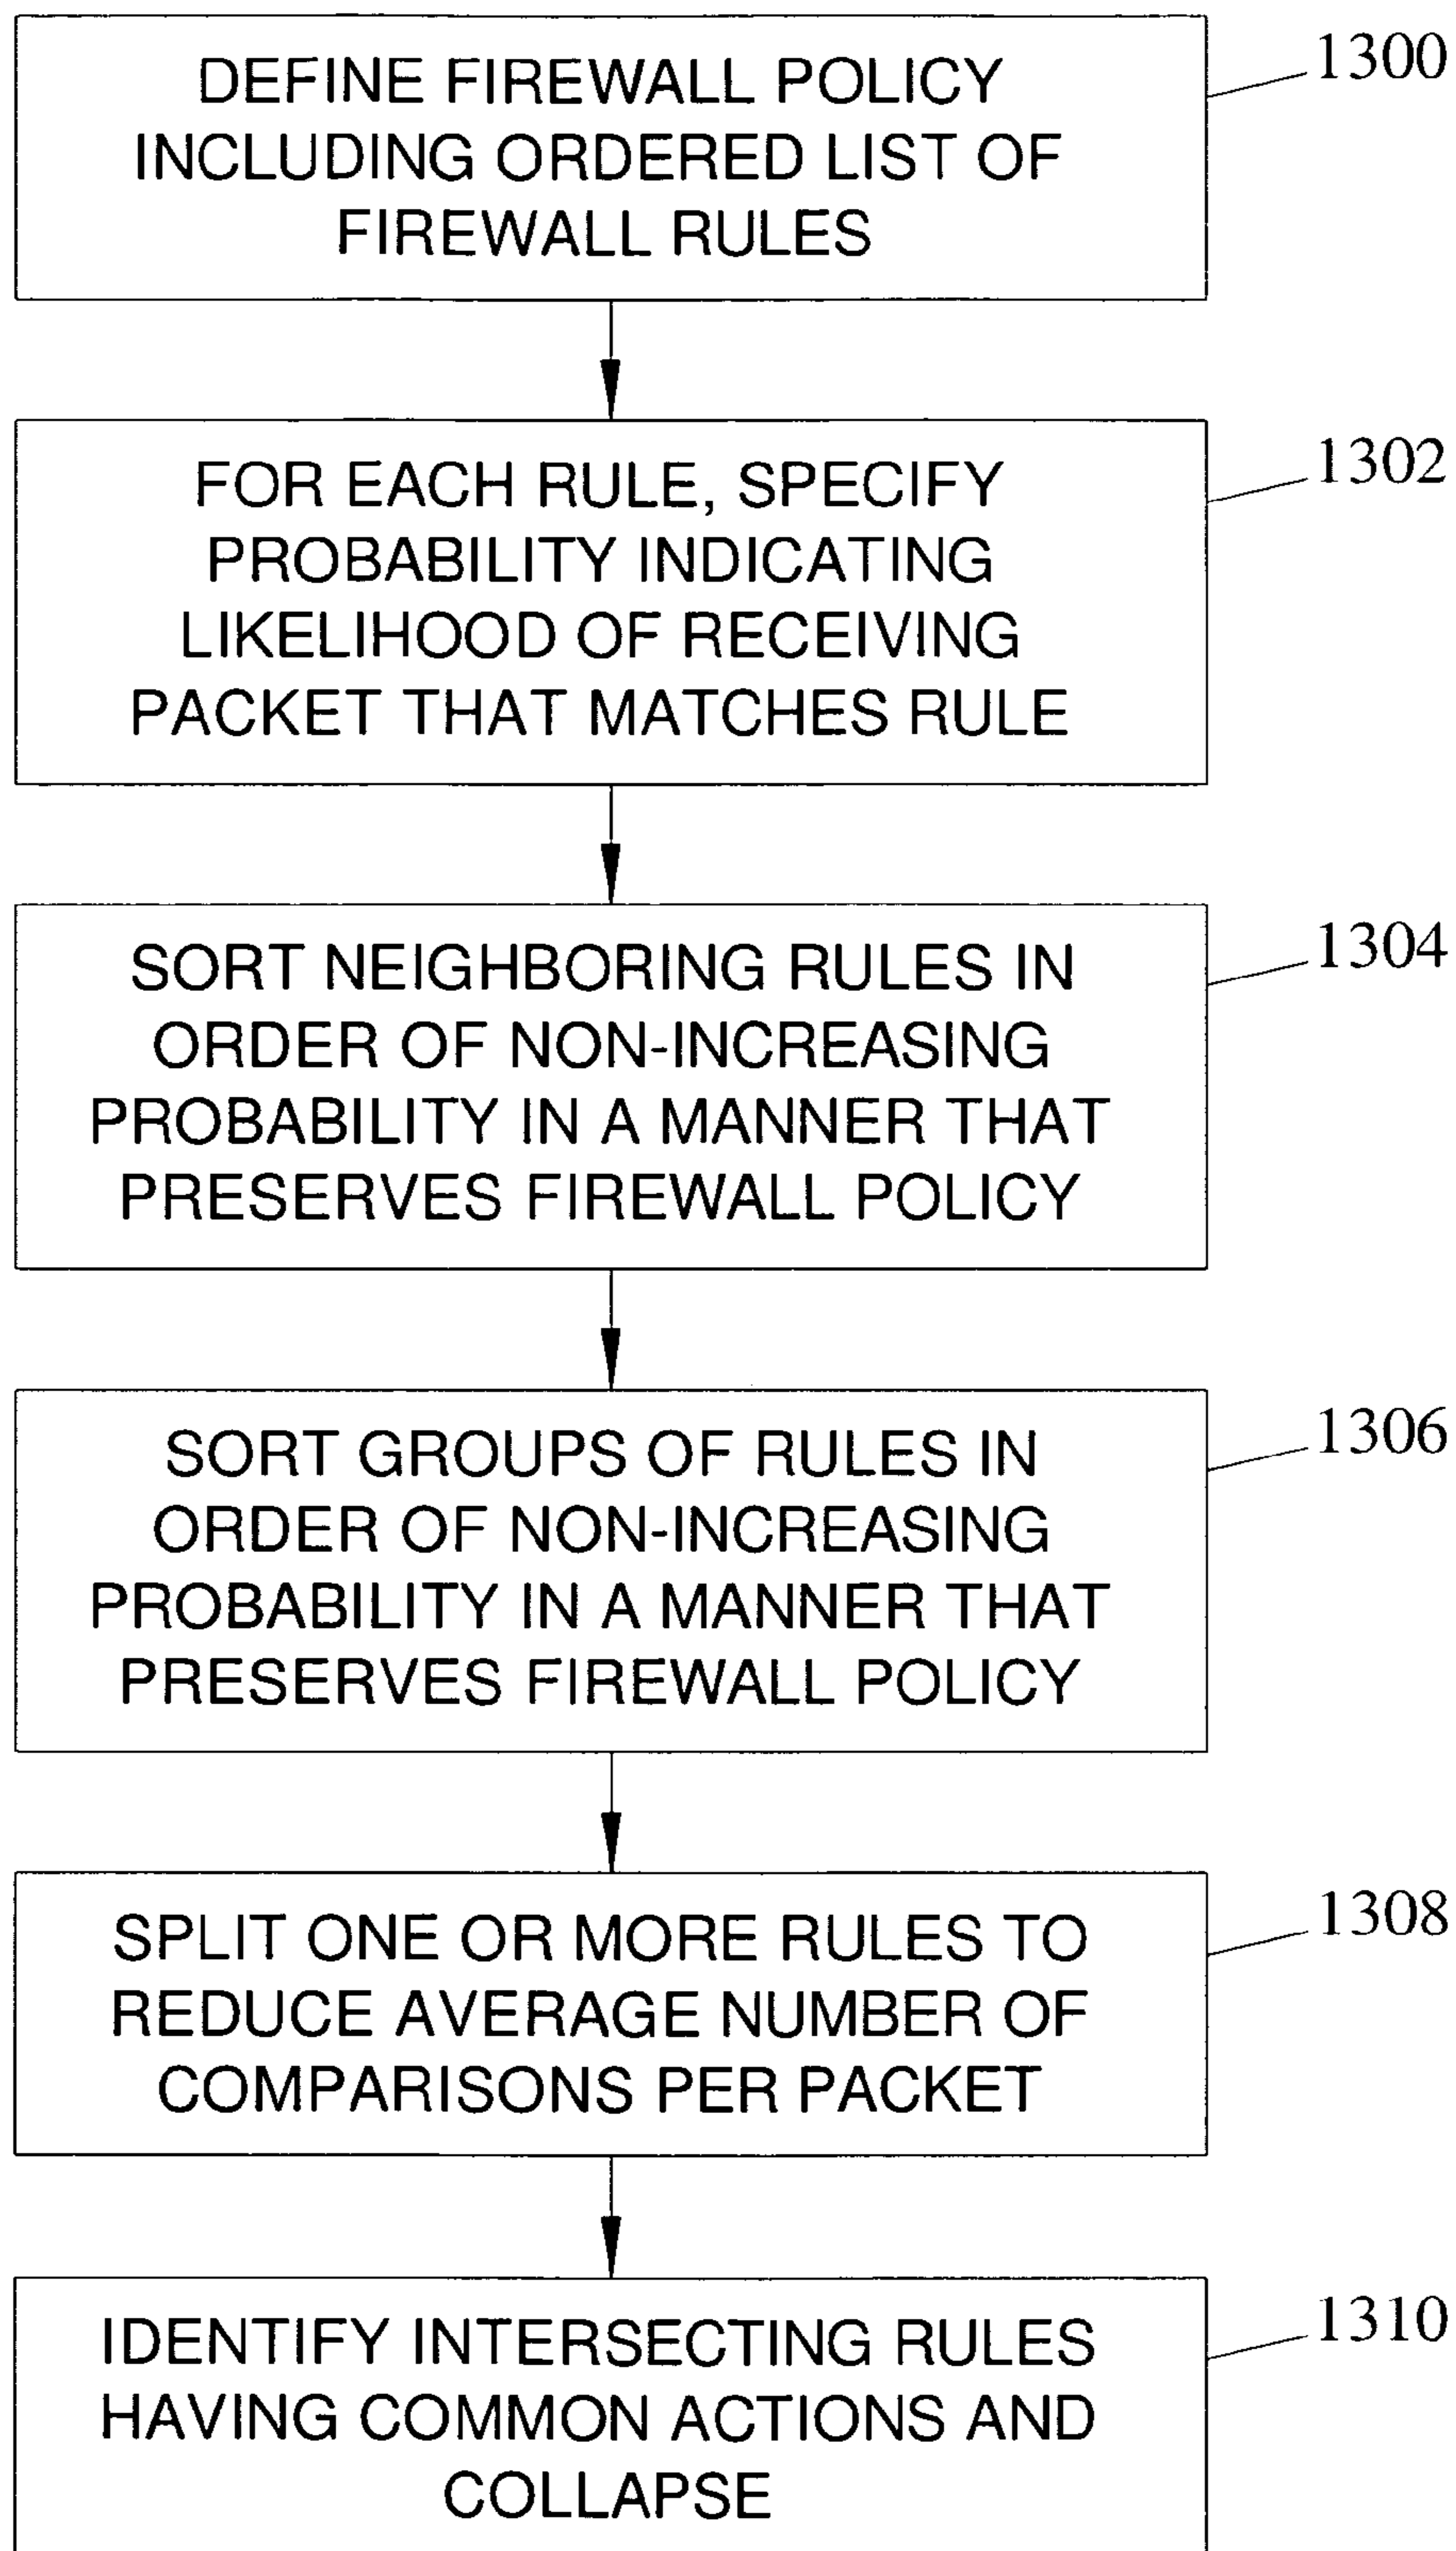 DEFINE FIREWALL POLICY
INCLUDING ORDERED LIST OF
FIREWALL RULES
1300
FOR EACH RULE, SPECIFY
PROBABILITY INDICATING
LIKELIHOOD OF RECEIVING
PACKET THAT MATCHES RULE
1302
SORT NEIGHBORING RULES IN
ORDER OF NON-INCREASING
PROBABILITY IN A MANNER THAT
PRESERVES FIREWALL POLICY
1304
SORT GROUPS OF RULES IN
ORDER OF NON-INCREASING
PROBABILITY IN A MANNER THAT
PRESERVES FIREWALL POLICY
1306
SPLIT ONE OR MORE RULES TO
REDUCE AVERAGE NUMBER OF
COMPARISONS PER PACKET
1308
IDENTIFY INTERSECTING RULES
HAVING COMMON ACTIONS AND
COLLAPSE
1310